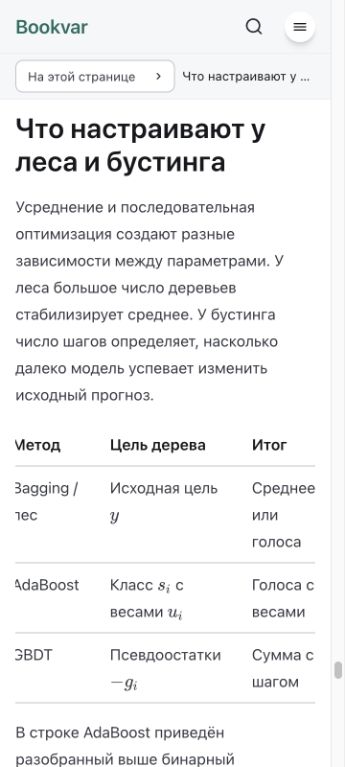 Bookvar
На этой странице
Что настраивают у ...
Что настраивают у
леса и бустинга
Усреднение и последовательная
оптимизация создают разные
зависимости между параметрами. У
леса большое число деревьев
стабилизирует среднее. У бустинга
число шагов определяет, насколько
далеко модель успевает изменить
исходный прогноз.
Метод Цель дерева Итог
Bagging / Исходная цель Среднее
лес y или
голоса
AdaBoost Класс s_i с Голоса с
весами u_i весами
GBDT Псевдоостатки Сумма с
−g_i шагом
В строке AdaBoost приведён
разобранный выше бинарный